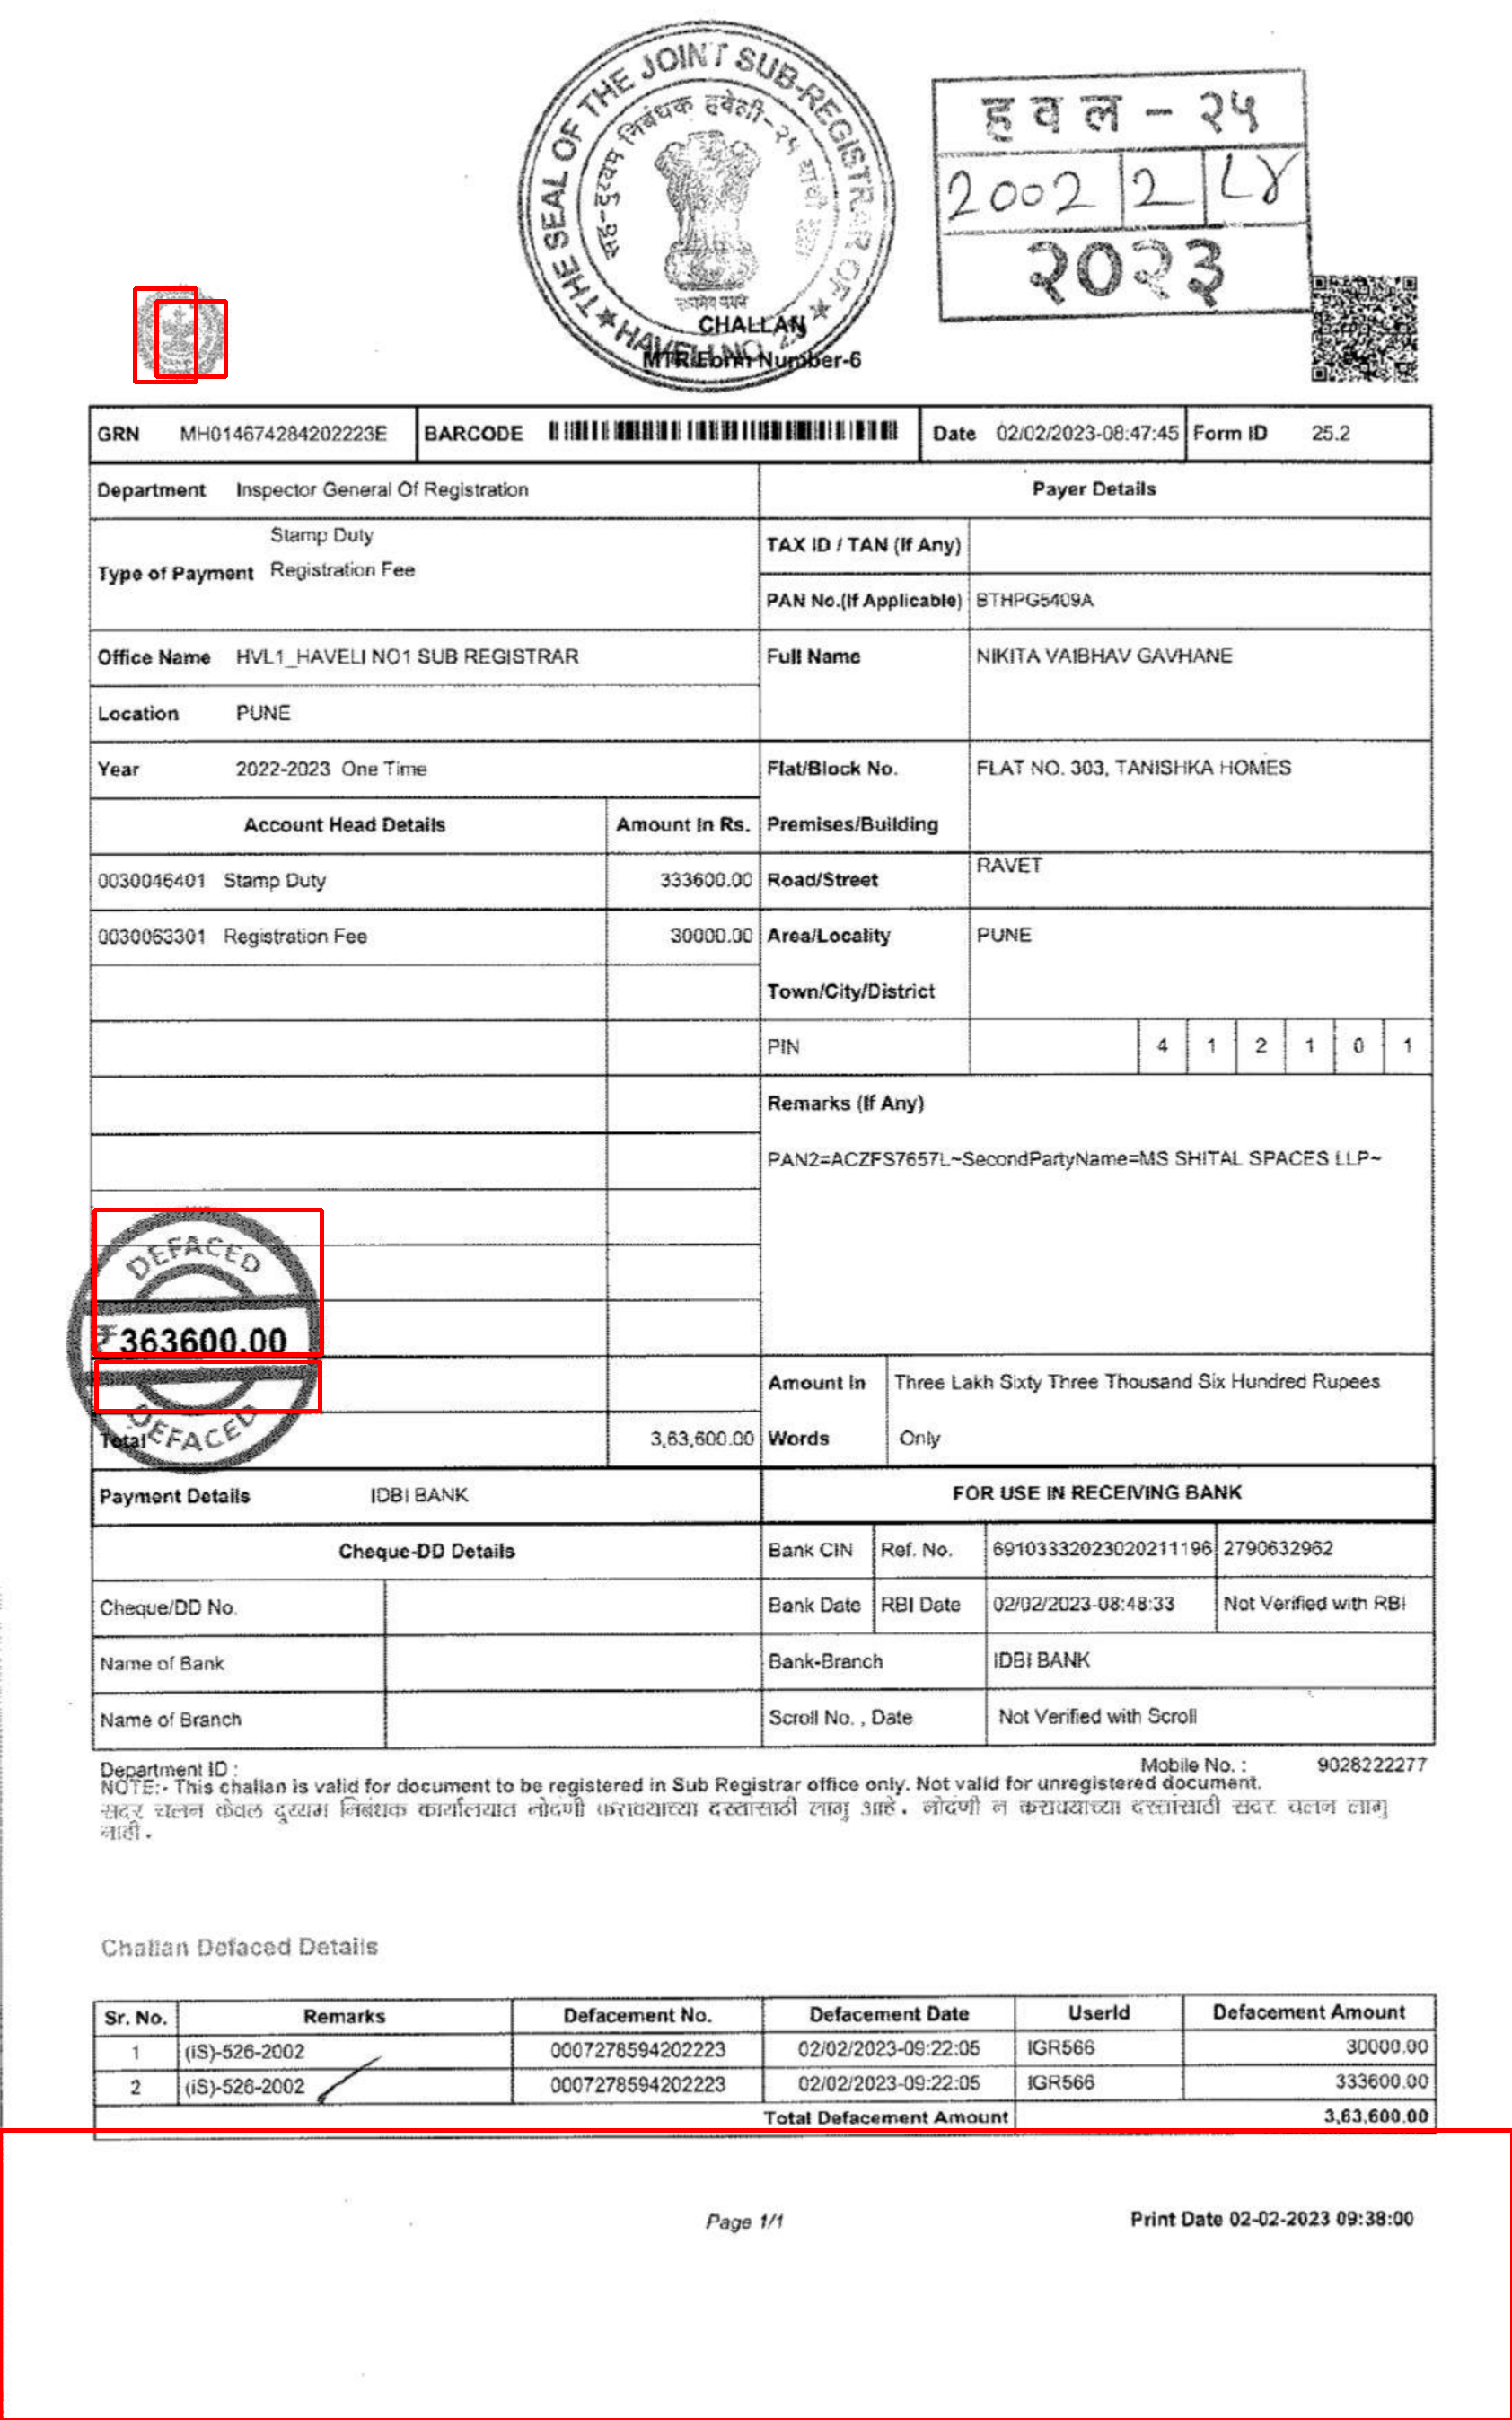 THE SEAL OF THE JOINT SUB-REGISTRAR OF
HAVELI NO. 25
सह-दुय्यम निबंधक हवेली-२५ यांची
हवल - २५
2002 2 L४
२०२३
CHALLAN
MTR Form Number-6
GRN MH014674284202223E BARCODE Date 02/02/2023-08:47:45 Form ID 25.2
Department Inspector General Of Registration Payer Details
Stamp Duty
Type of Payment Registration Fee
TAX ID / TAN (If Any)
PAN No.(If Applicable) BTHPG5409A
Office Name HVL1_HAVELI NO1 SUB REGISTRAR Full Name NIKITA VAIBHAV GAVHANE
Location PUNE
Year 2022-2023 One Time Flat/Block No. FLAT NO. 303, TANISHKA HOMES
Account Head Details Amount In Rs. Premises/Building
0030046401 Stamp Duty 333600.00 Road/Street RAVET
0030063301 Registration Fee 30000.00 Area/Locality PUNE
Town/City/District
PIN 4 1 2 1 0 1
Remarks (If Any)
PAN2=ACZFS7657L~SecondPartyName=MS SHITAL SPACES LLP~
DEFACED
₹363600.00
DEFACED
Amount In Three Lakh Sixty Three Thousand Six Hundred Rupees
Total 3,63,600.00 Words Only
Payment Details IDBI BANK FOR USE IN RECEIVING BANK
Cheque-DD Details Bank CIN Ref. No. 69103332023020211196 2790632962
Cheque/DD No. Bank Date RBI Date 02/02/2023-08:48:33 Not Verified with RBI
Name of Bank Bank-Branch IDBI BANK
Name of Branch Scroll No. , Date Not Verified with Scroll
Department ID : Mobile No. : 9028222277
NOTE:- This challan is valid for document to be registered in Sub Registrar office only. Not valid for unregistered document.
सदर चलन केवळ दुय्यम निबंधक कार्यालयात नोदणी करावयाच्या दस्तासाठी लागु आहे. नोदणी न करावयाच्या दस्तासाठी सदर चलन लागु
नाही.
Challan Defaced Details
Sr. No. Remarks Defacement No. Defacement Date UserId Defacement Amount
1 (iS)-526-2002 0007278594202223 02/02/2023-09:22:05 IGR566 30000.00
2 (iS)-526-2002 0007278594202223 02/02/2023-09:22:05 IGR566 333600.00
Total Defacement Amount 3,63,600.00
Page 1/1 Print Date 02-02-2023 09:38:00